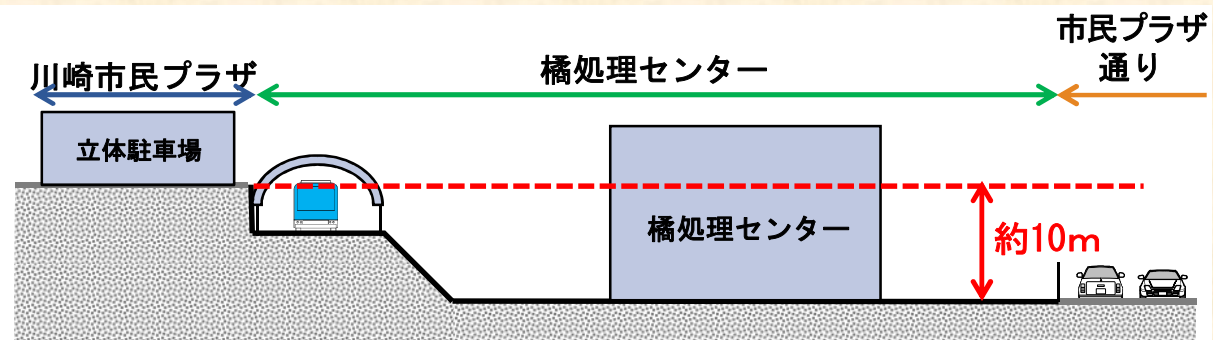 川崎市民プラザ
橘処理センター
市民プラザ
通り
立体駐車場
橘処理センター
約10m